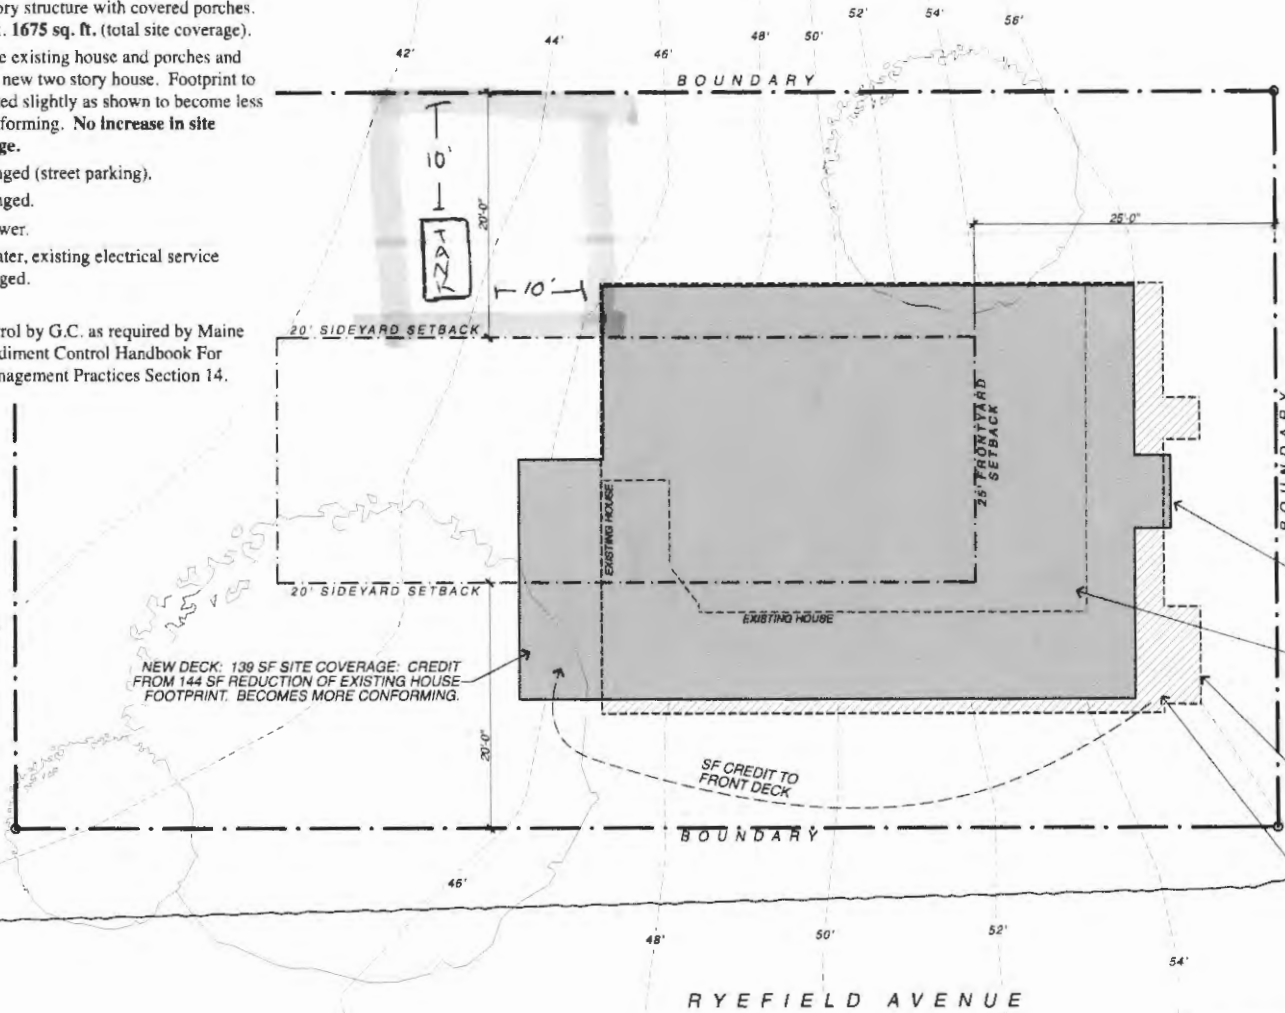 ory structure with covered porches.
1675 sq. ft. (total site coverage).
e existing house and porches and
new two story house. Footprint to
ed slightly as shown to become less
forming. No increase in site
ge.
nged (street parking).
nged.
wer.
ater, existing electrical service
ged.
rol by G.C. as required by Maine
diment Control Handbook For
nagement Practices Section 14.
42'
44'
46'
48'
50'
52'
54'
56'
BOUNDARY
10'
TANK
10'
20'-0"
25'-0"
20' SIDEYARD SETBACK
25' FRONTYARD
SETBACK
BOUNDARY
EXISTING HOUSE
20' SIDEYARD SETBACK
EXISTING HOUSE
NEW DECK: 139 SF SITE COVERAGE: CREDIT
FROM 144 SF REDUCTION OF EXISTING HOUSE
FOOTPRINT. BECOMES MORE CONFORMING.
20'-0"
SF CREDIT TO
FRONT DECK
BOUNDARY
46'
48'
50'
52'
54'
RYEFIELD AVENUE